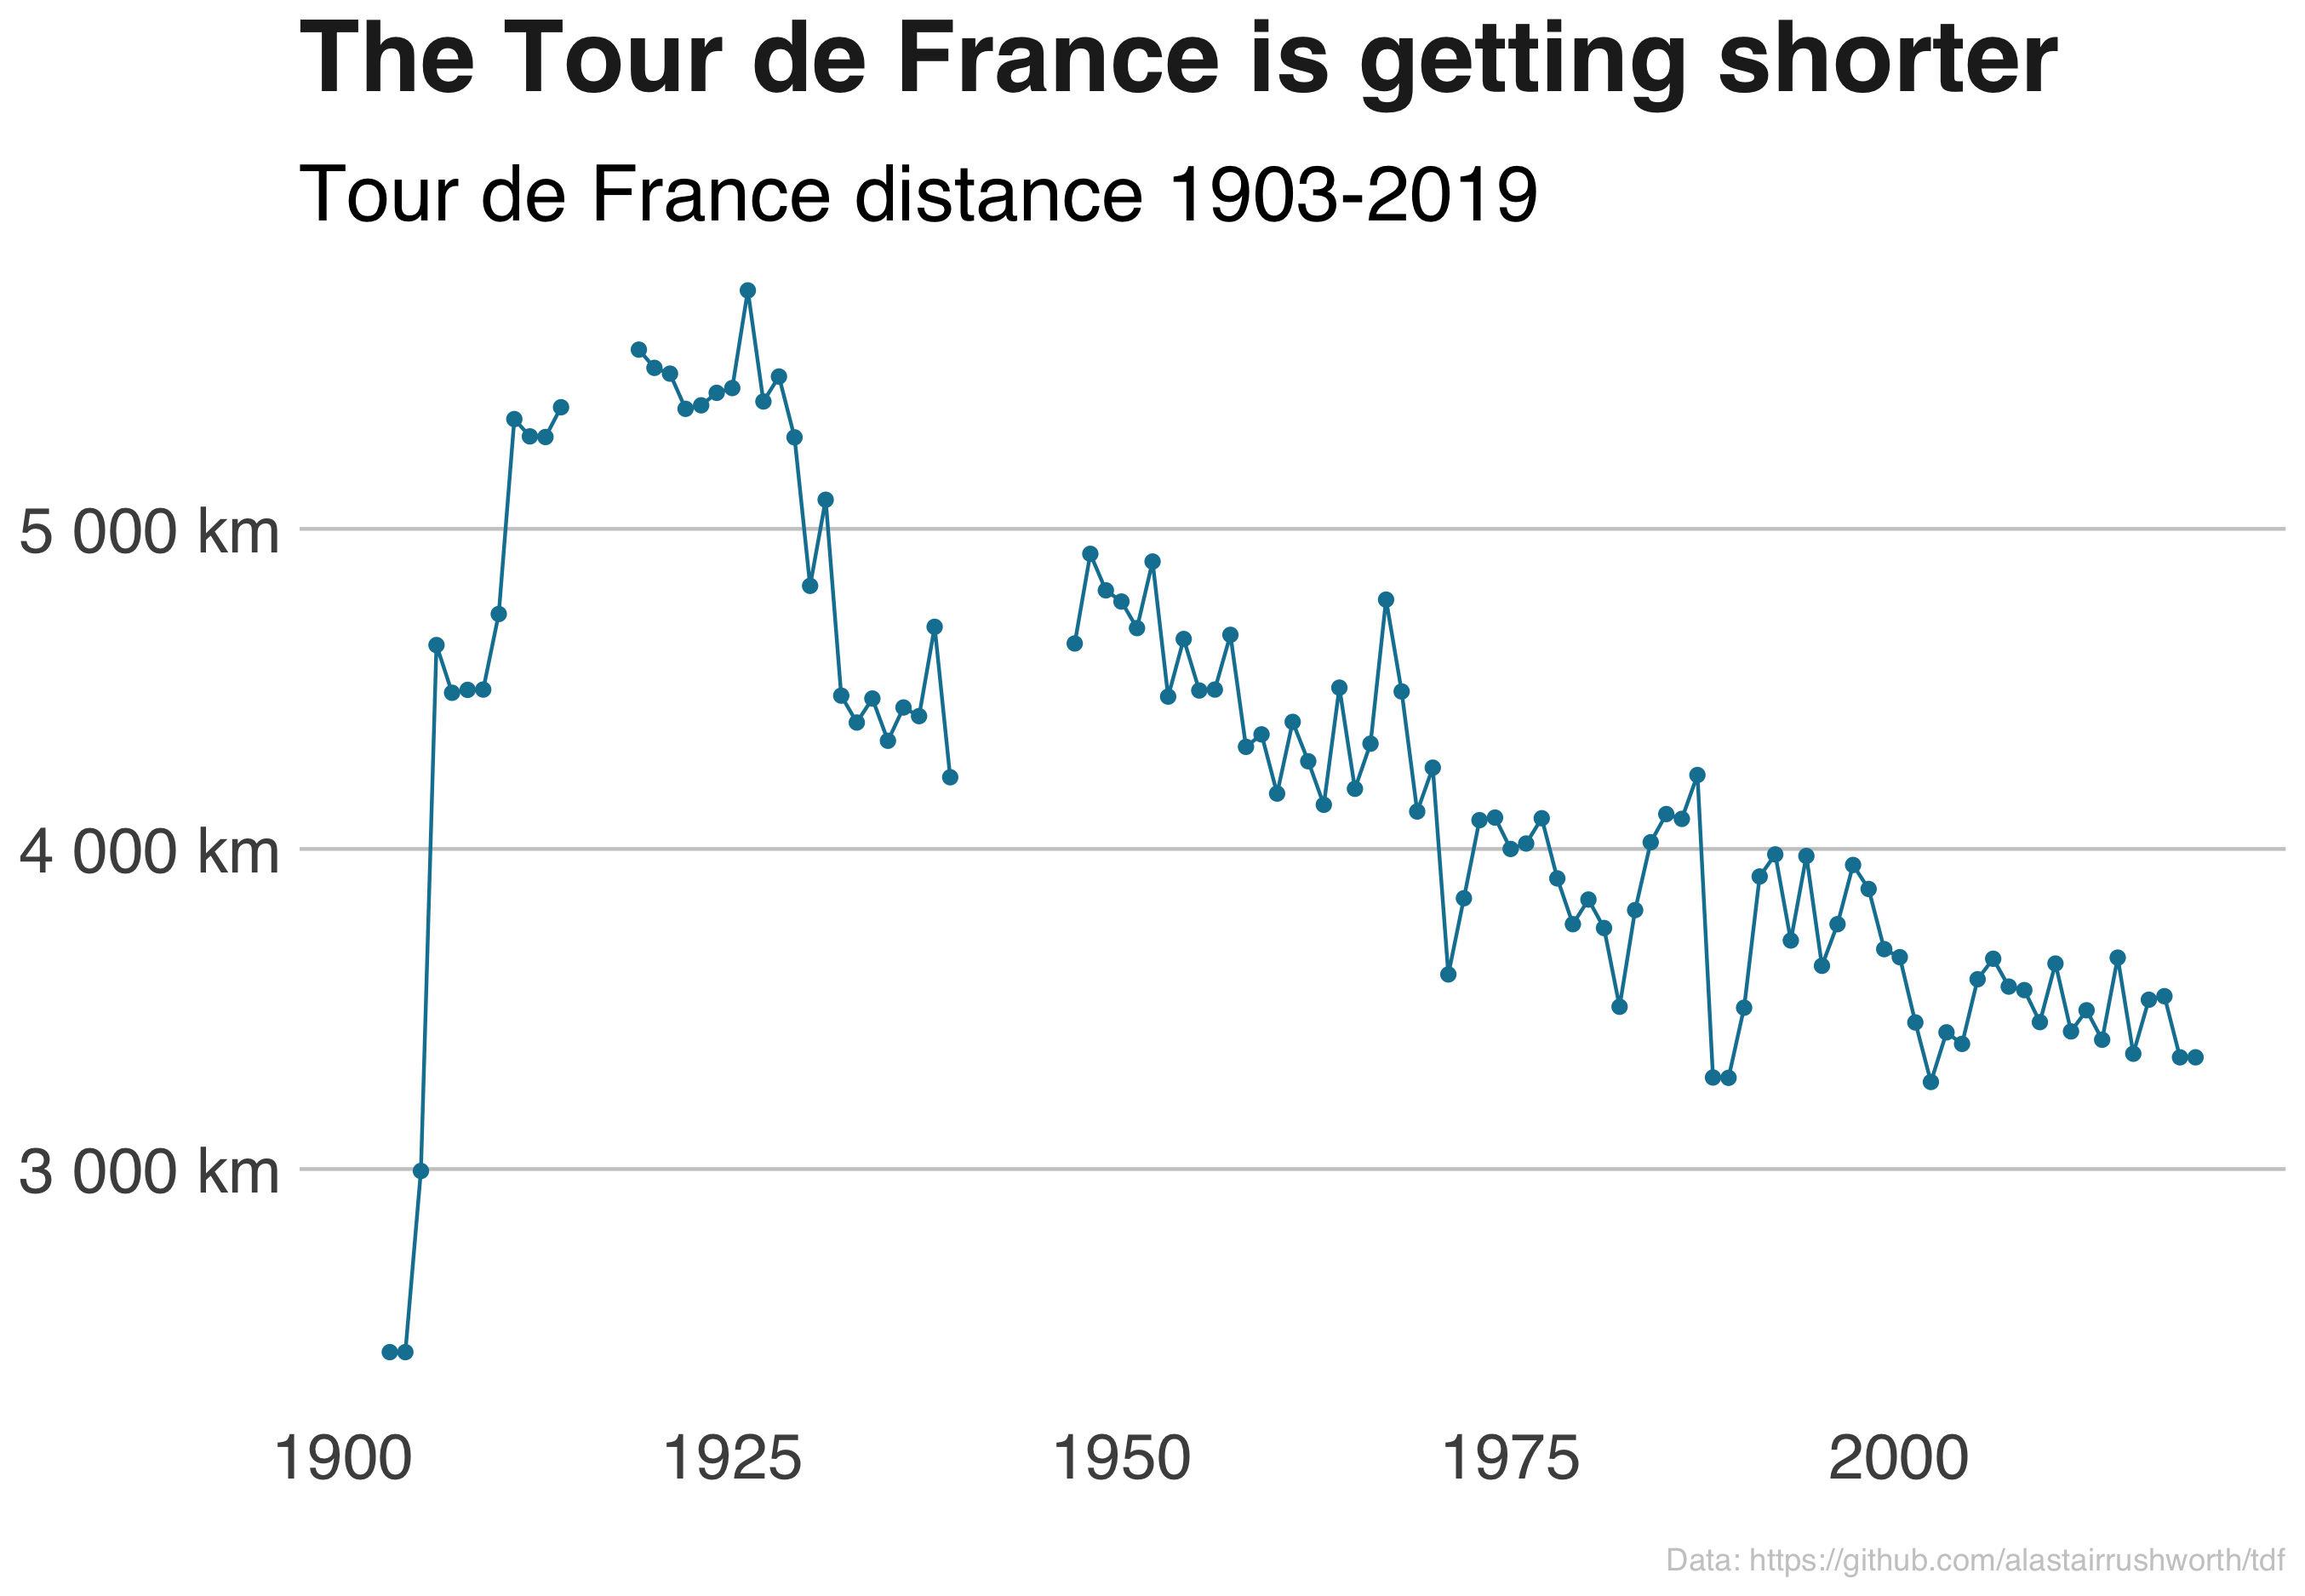 The Tour de France is getting shorter
Tour de France distance 1903-2019
5 000 km
4 000 km
3 000 km
1900 1925 1950 1975 2000
Data: https://github.com/alastairrushworth/tdf